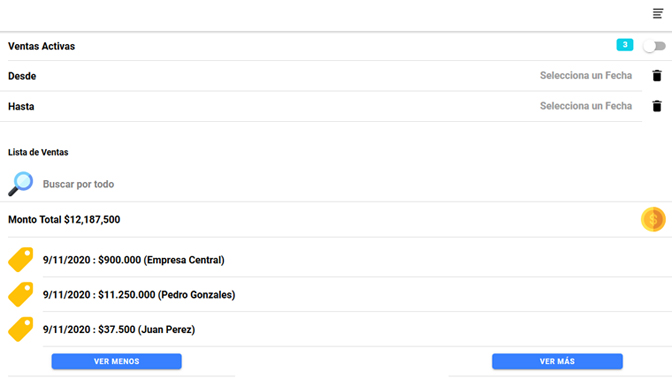 Ventas Activas 3
Desde Selecciona un Fecha
Hasta Selecciona un Fecha
Lista de Ventas
Buscar por todo
Monto Total $12,187,500
9/11/2020 : $900.000 (Empresa Central)
9/11/2020 : $11.250.000 (Pedro Gonzales)
9/11/2020 : $37.500 (Juan Perez)
VER MENOS VER MÁS